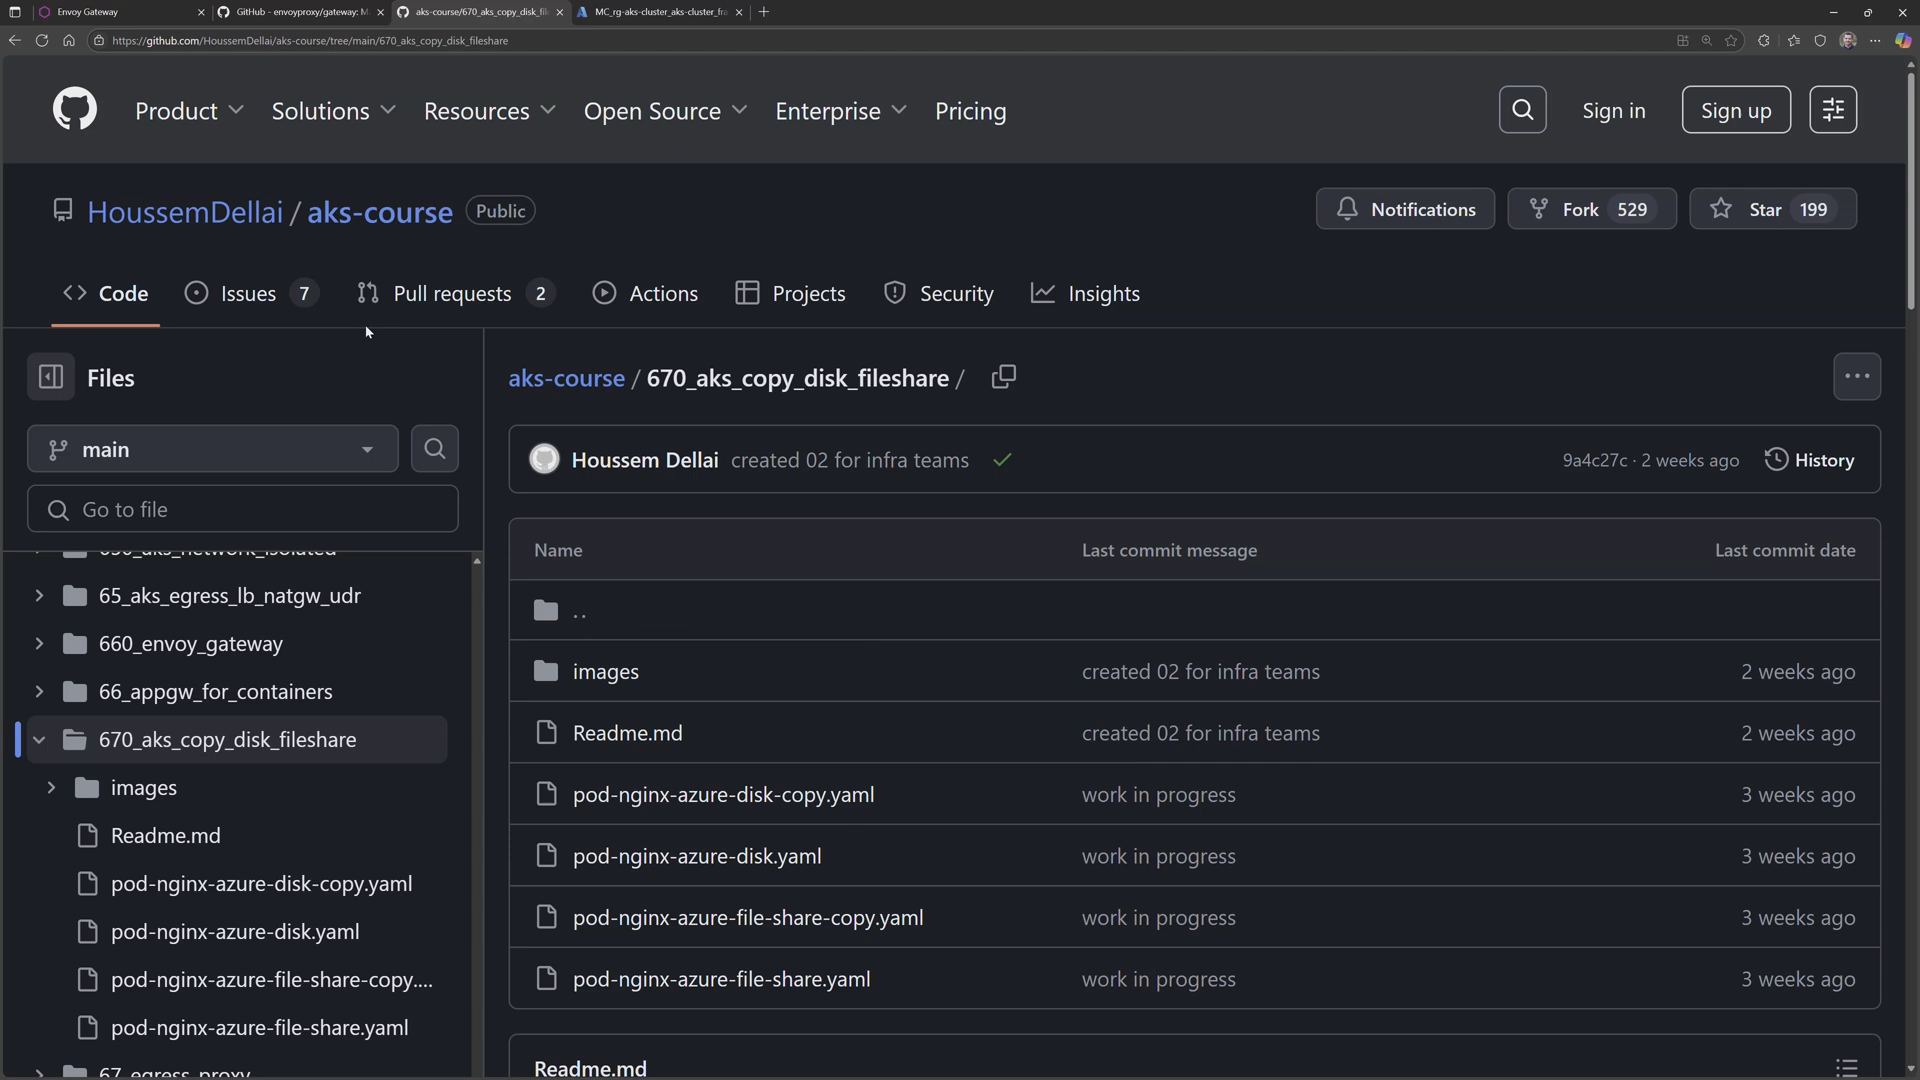 Envoy Gateway
GitHub - envoyproxy/gateway: M
aks-course/670_aks_copy_disk_fil
MC_rg-aks-cluster_aks-cluster_fra
https://github.com/HoussemDellai/aks-course/tree/main/670_aks_copy_disk_fileshare
Product
Solutions
Resources
Open Source
Enterprise
Pricing
Sign in
Sign up
HoussemDellai / aks-course
Public
Notifications
Fork 529
Star 199
Code
Issues 7
Pull requests 2
Actions
Projects
Security
Insights
Files
aks-course / 670_aks_copy_disk_fileshare /
main
Houssem Dellai created 02 for infra teams
9a4c27c · 2 weeks ago
History
Go to file
Name
Last commit message
Last commit date
65_aks_egress_lb_natgw_udr
..
660_envoy_gateway
66_appgw_for_containers
images
created 02 for infra teams
2 weeks ago
670_aks_copy_disk_fileshare
Readme.md
created 02 for infra teams
2 weeks ago
images
pod-nginx-azure-disk-copy.yaml
work in progress
3 weeks ago
Readme.md
pod-nginx-azure-disk.yaml
work in progress
3 weeks ago
pod-nginx-azure-disk-copy.yaml
pod-nginx-azure-file-share-copy.yaml
work in progress
3 weeks ago
pod-nginx-azure-disk.yaml
pod-nginx-azure-file-share.yaml
work in progress
3 weeks ago
pod-nginx-azure-file-share-copy....
pod-nginx-azure-file-share.yaml
67_egress_proxy
Readme.md